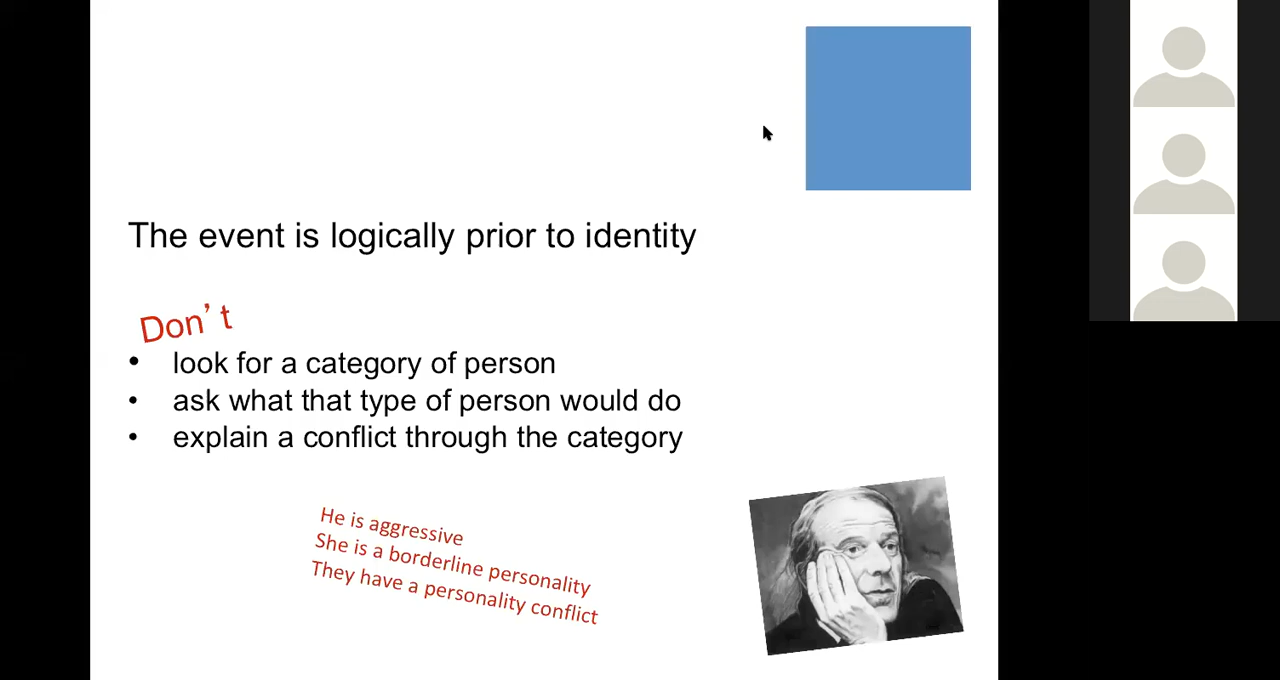 The event is logically prior to identity
Don't
• look for a category of person
• ask what that type of person would do
• explain a conflict through the category
He is aggressive
She is a borderline personality
They have a personality conflict